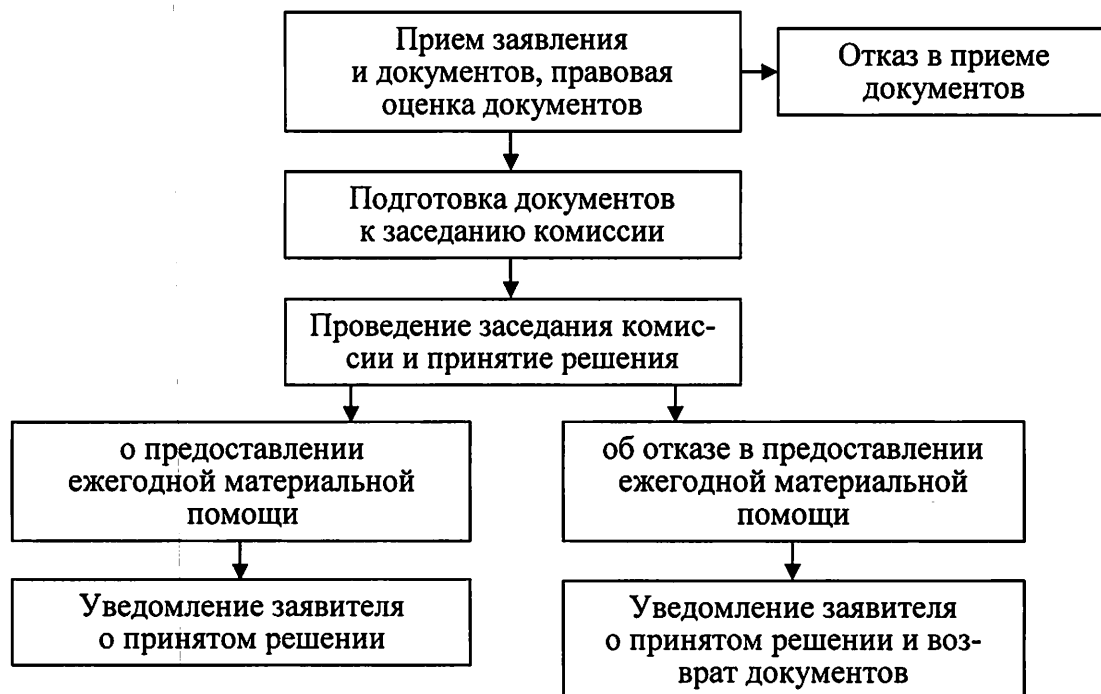 Прием заявления
и документов, правовая
оценка документов
Отказ в приеме
документов
Подготовка документов
к заседанию комиссии
Проведение заседания комис-
сии и принятие решения
о предоставлении
ежегодной материальной
помощи
об отказе в предоставлении
ежегодной материальной
помощи
Уведомление заявителя
о принятом решении
Уведомление заявителя
о принятом решении и воз-
врат документов